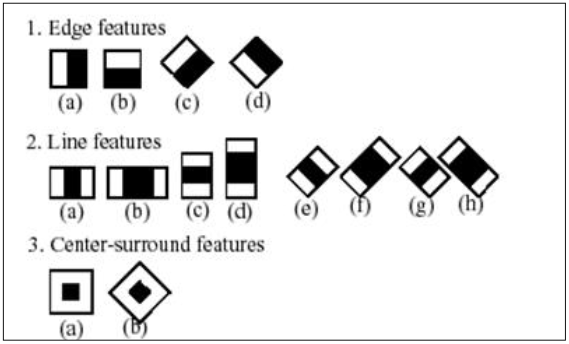 1. Edge features
(a) (b) (c) (d)
2. Line features
(a) (b) (c) (d) (e) (f) (g) (h)
3. Center-surround features
(a) (b)